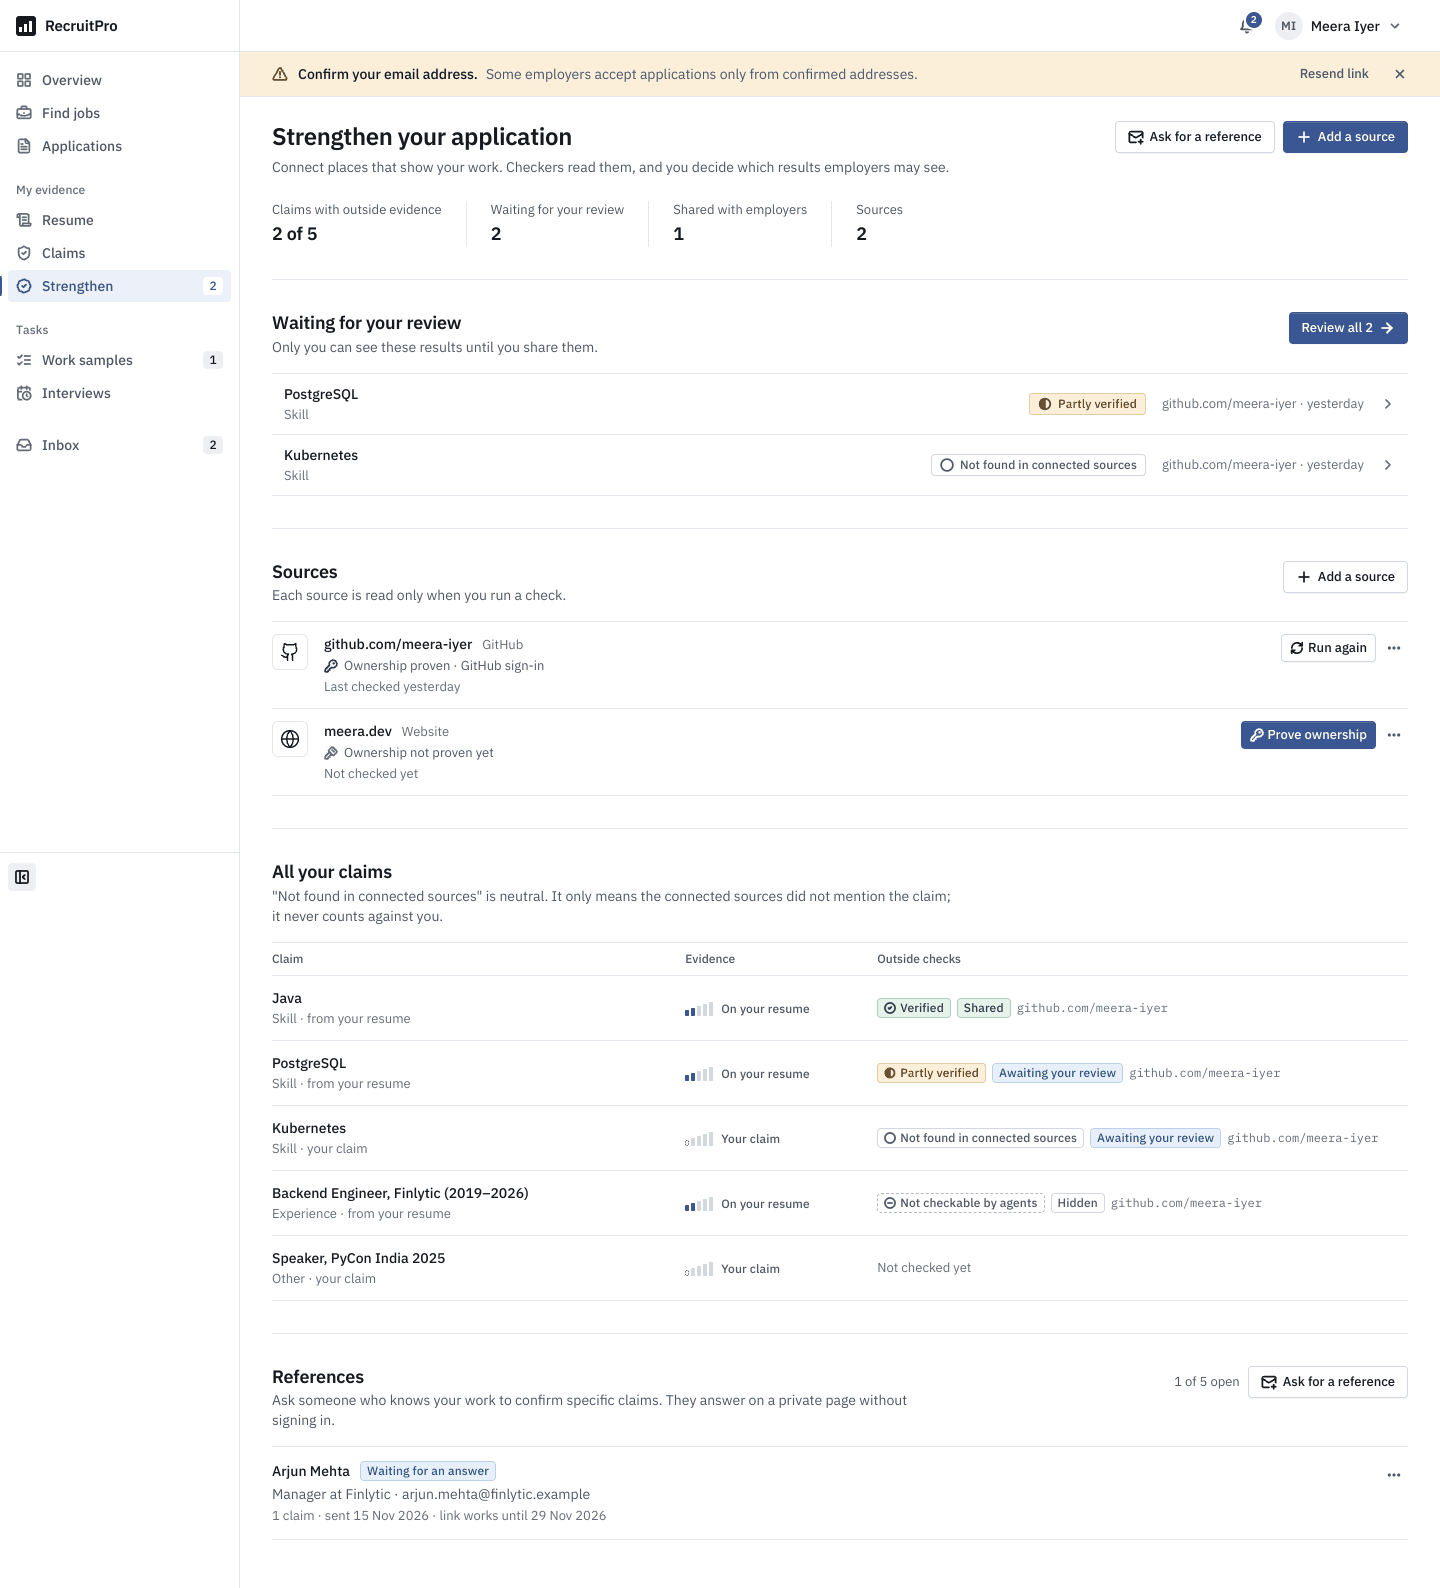 RecruitPro
2
MI
Meera Iyer
Overview
Find jobs
Applications
My evidence
Resume
Claims
Strengthen
2
Tasks
Work samples
1
Interviews
Inbox
2
Confirm your email address. Some employers accept applications only from confirmed addresses.
Resend link
Strengthen your application
Ask for a reference
Add a source
Connect places that show your work. Checkers read them, and you decide which results employers may see.
Claims with outside evidence
2 of 5
Waiting for your review
2
Shared with employers
1
Sources
2
Waiting for your review
Review all 2
Only you can see these results until you share them.
PostgreSQL
Skill
Partly verified
github.com/meera-iyer · yesterday
Kubernetes
Skill
Not found in connected sources
github.com/meera-iyer · yesterday
Sources
Add a source
Each source is read only when you run a check.
github.com/meera-iyer GitHub
Ownership proven · GitHub sign-in
Last checked yesterday
Run again
meera.dev Website
Ownership not proven yet
Not checked yet
Prove ownership
All your claims
"Not found in connected sources" is neutral. It only means the connected sources did not mention the claim;
it never counts against you.
Claim Evidence Outside checks
Java
Skill · from your resume
On your resume
Verified Shared github.com/meera-iyer
PostgreSQL
Skill · from your resume
On your resume
Partly verified Awaiting your review github.com/meera-iyer
Kubernetes
Skill · your claim
Your claim
Not found in connected sources Awaiting your review github.com/meera-iyer
Backend Engineer, Finlytic (2019–2026)
Experience · from your resume
On your resume
Not checkable by agents Hidden github.com/meera-iyer
Speaker, PyCon India 2025
Other · your claim
Your claim
Not checked yet
References
1 of 5 open
Ask for a reference
Ask someone who knows your work to confirm specific claims. They answer on a private page without
signing in.
Arjun Mehta Waiting for an answer
Manager at Finlytic · arjun.mehta@finlytic.example
1 claim · sent 15 Nov 2026 · link works until 29 Nov 2026